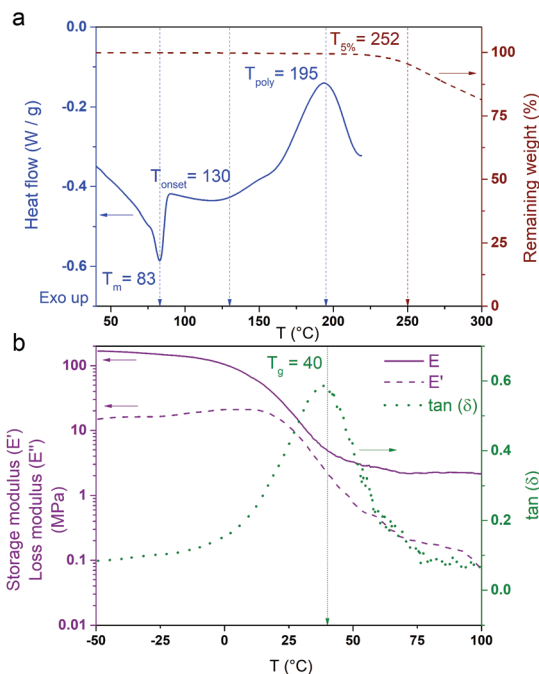 a
0.0
-0.2
-0.4
-0.6
Heat flow (W / g)
Exo up
T5% = 252
Tpoly = 195
Tonset = 130
Tm = 83
100
75
50
25
0
Remaining weight (%)
50 100 150 200 250 300
T (°C)
b
100
10
1
0.1
0.01
Storage modulus (E')
Loss modulus (E'')
(MPa)
Tg = 40
E
E'
tan (δ)
0.6
0.4
0.2
0.0
tan (δ)
-50 -25 0 25 50 75 100
T (°C)